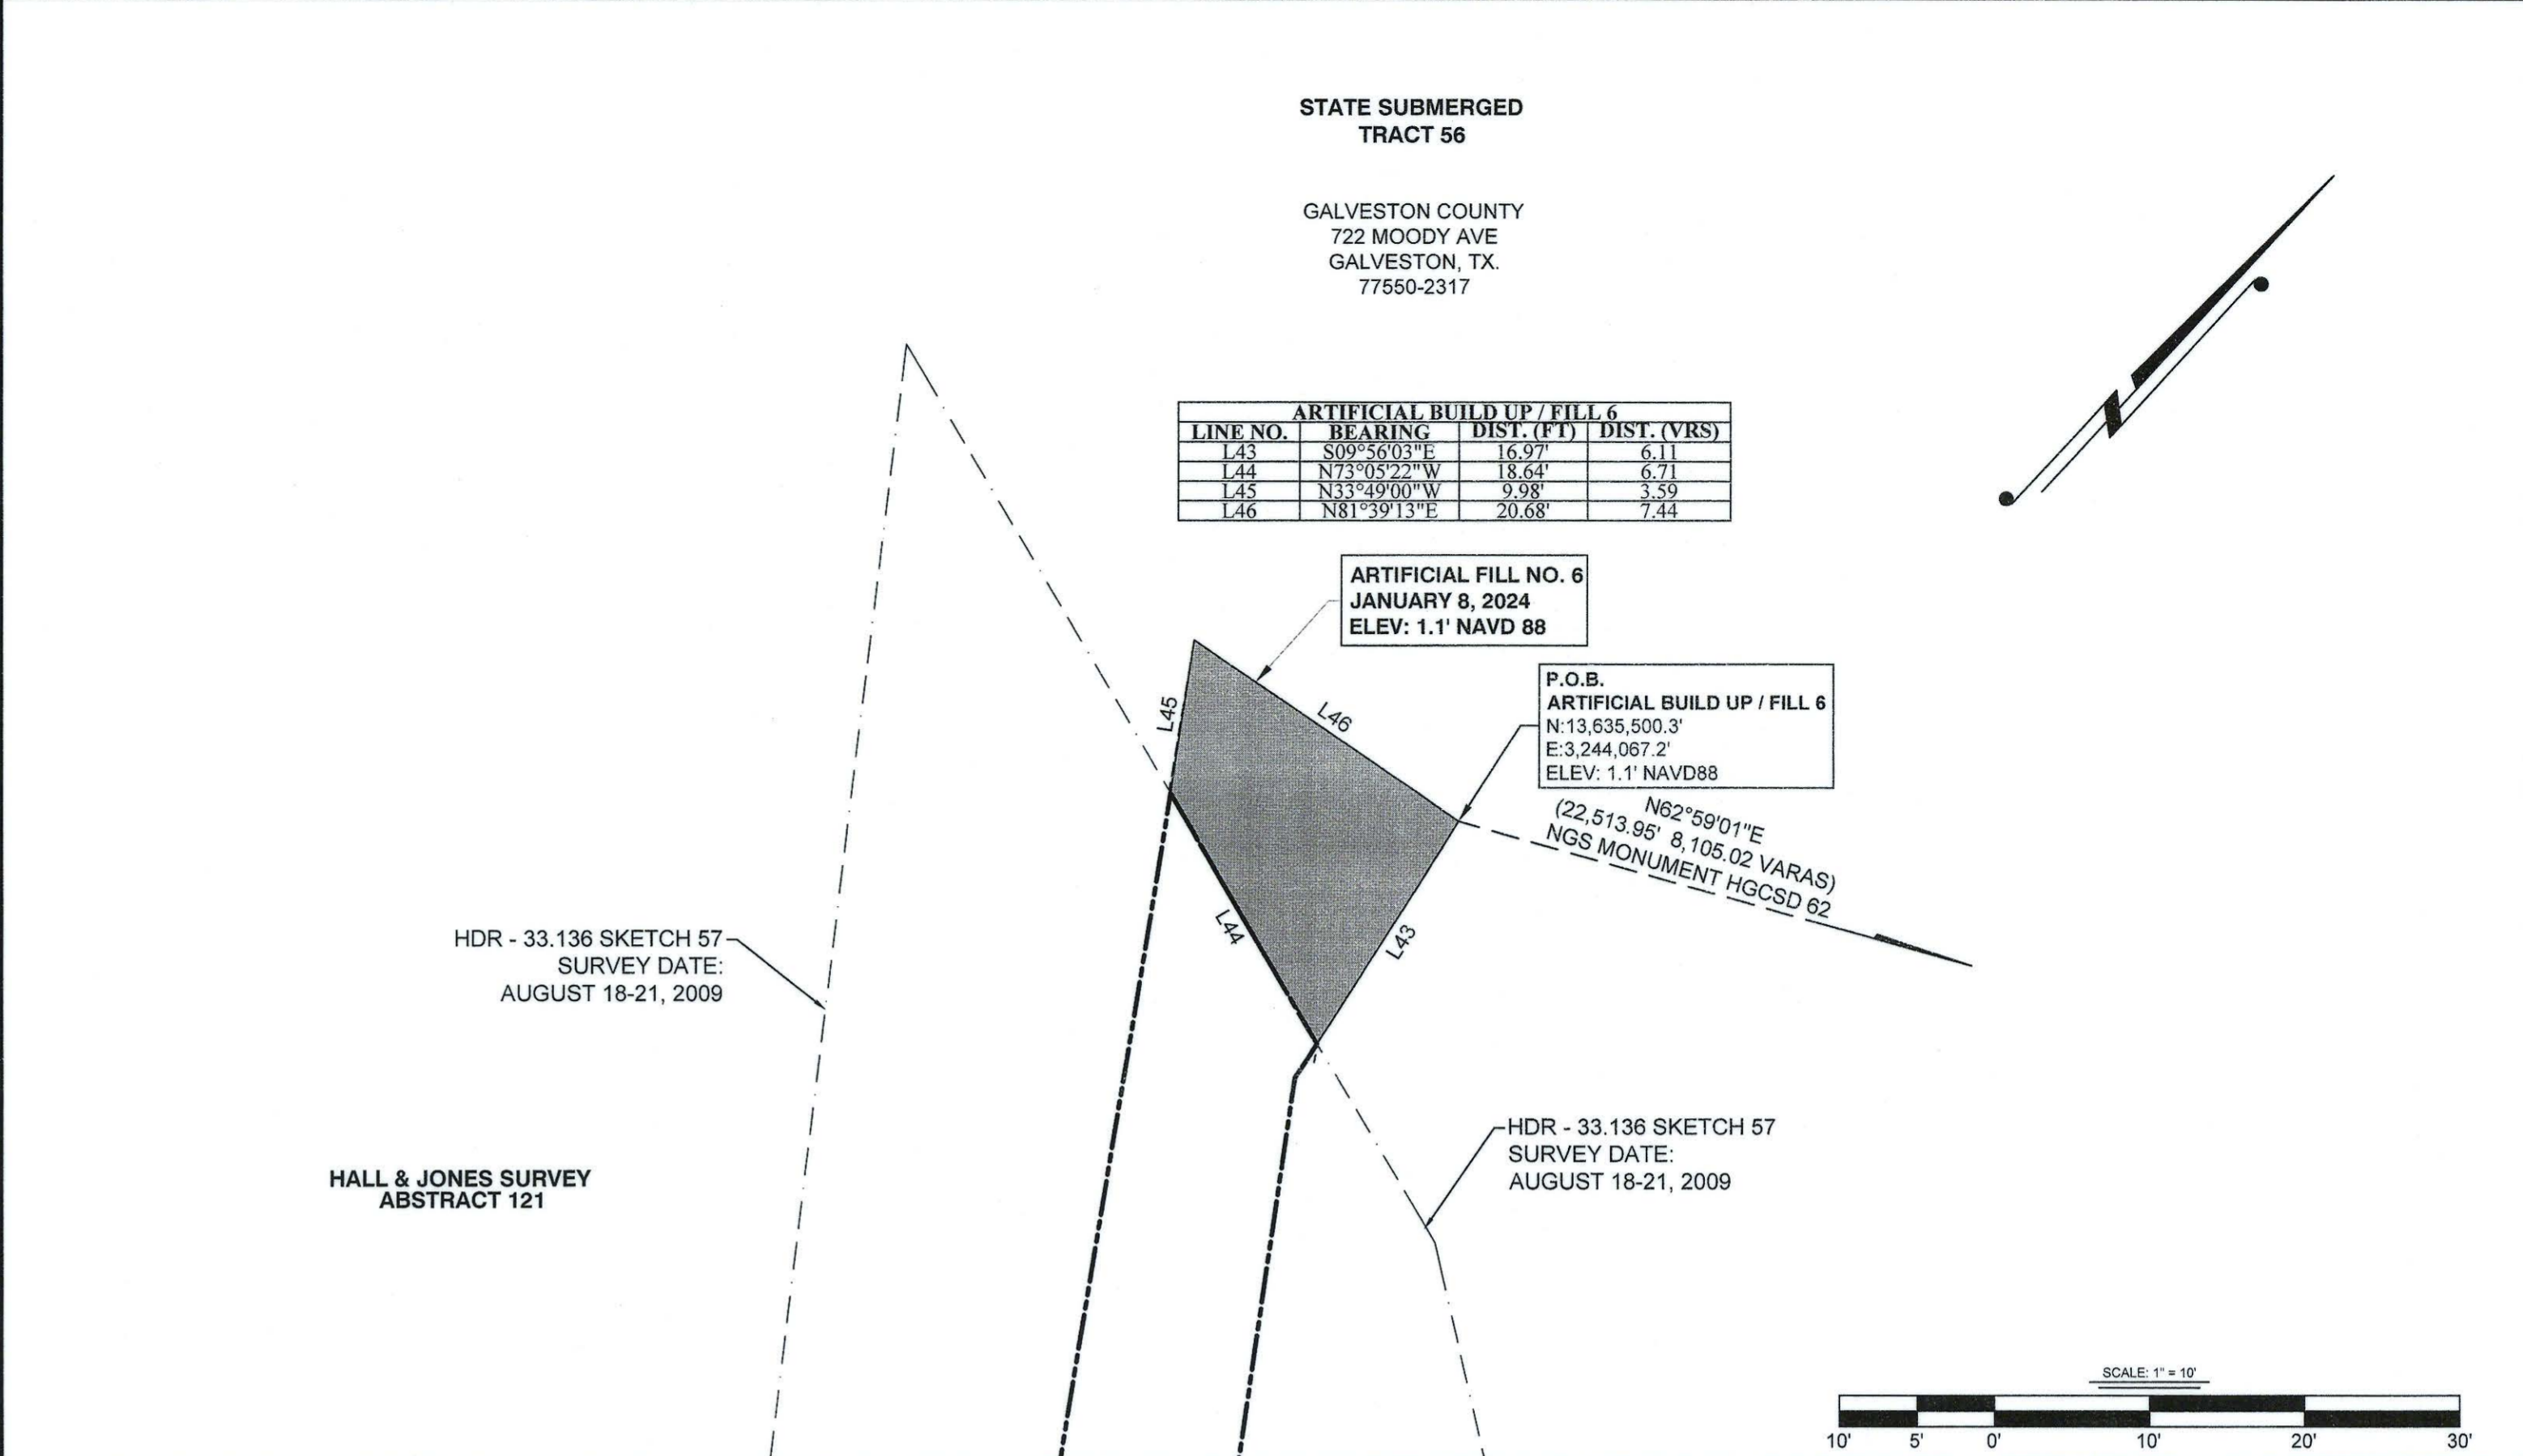 STATE SUBMERGED
TRACT 56
GALVESTON COUNTY
722 MOODY AVE
GALVESTON, TX.
77550-2317
ARTIFICIAL BUILD UP / FILL 6
LINE NO. BEARING DIST. (FT) DIST. (VRS)
L43 S09°56'03"E 16.97' 6.11
L44 N73°05'22"W 18.64' 6.71
L45 N33°49'00"W 9.98' 3.59
L46 N81°39'13"E 20.68' 7.44
ARTIFICIAL FILL NO. 6
JANUARY 8, 2024
ELEV: 1.1' NAVD 88
P.O.B.
ARTIFICIAL BUILD UP / FILL 6
N:13,635,500.3'
E:3,244,067.2'
ELEV: 1.1' NAVD88
L45
L46
N62°59'01"E
(22,513.95' 8,105.02 VARAS)
NGS MONUMENT HGCSD 62
L44
L43
HDR - 33.136 SKETCH 57
SURVEY DATE:
AUGUST 18-21, 2009
HDR - 33.136 SKETCH 57
SURVEY DATE:
AUGUST 18-21, 2009
HALL & JONES SURVEY
ABSTRACT 121
SCALE: 1" = 10'
10' 5' 0' 10' 20' 30'